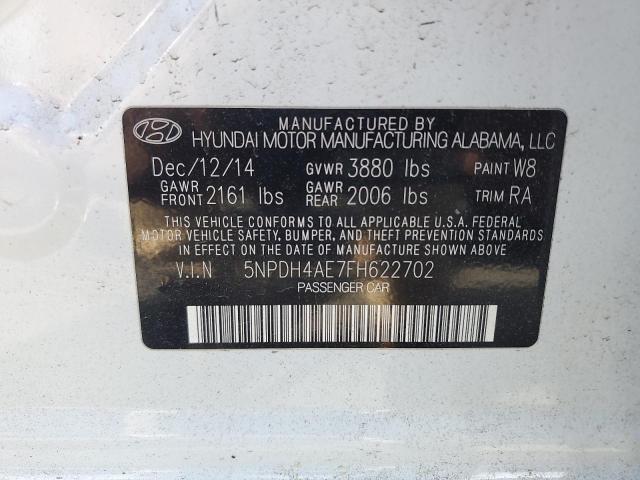 MANUFACTURED BY
HYUNDAI MOTOR MANUFACTURING ALABAMA, LLC
Dec/12/14 GVWR 3880 lbs PAINT W8
GAWR FRONT 2161 lbs GAWR REAR 2006 lbs TRIM RA
THIS VEHICLE CONFORMS TO ALL APPLICABLE U.S.A. FEDERAL
MOTOR VEHICLE SAFETY, BUMPER, AND THEFT PREVENTION
STANDARDS IN EFFECT ON THE DATE OF MANUFACTURE SHOWN ABOVE
V.I.N 5NPDH4AE7FH622702
PASSENGER CAR